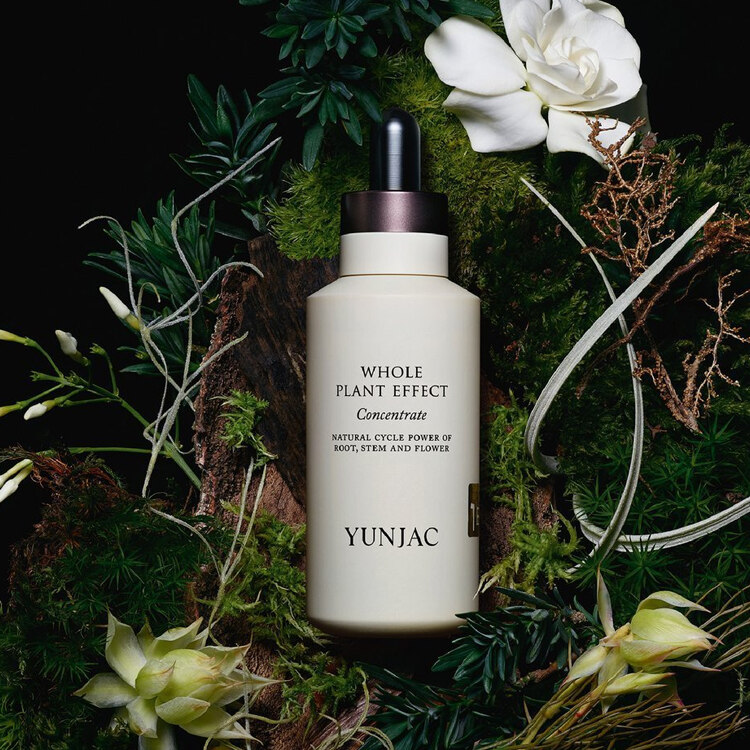 WHOLE
PLANT EFFECT
Concentrate
NATURAL CYCLE POWER OF
ROOT, STEM AND FLOWER
YUNJAC